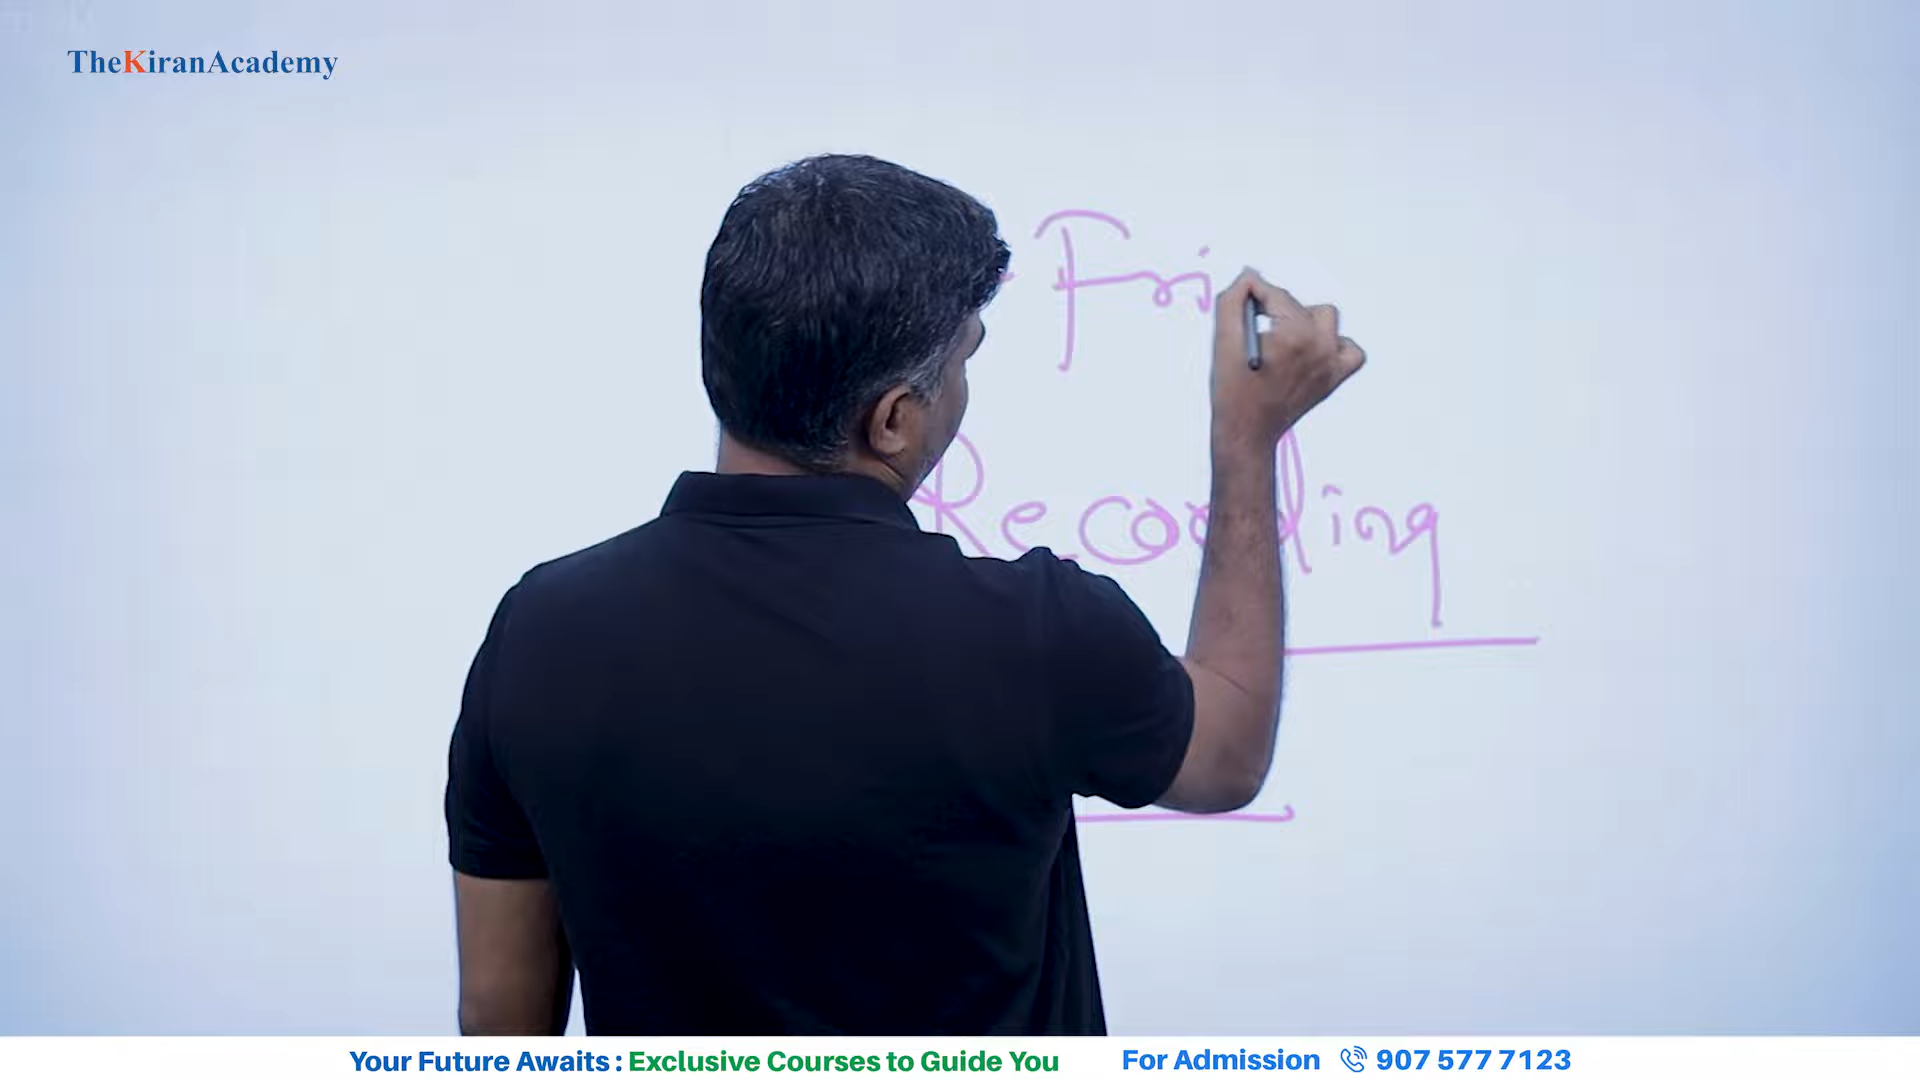 TheKiranAcademy
Fri
Recording
Your Future Awaits : Exclusive Courses to Guide You
For Admission 907 577 7123